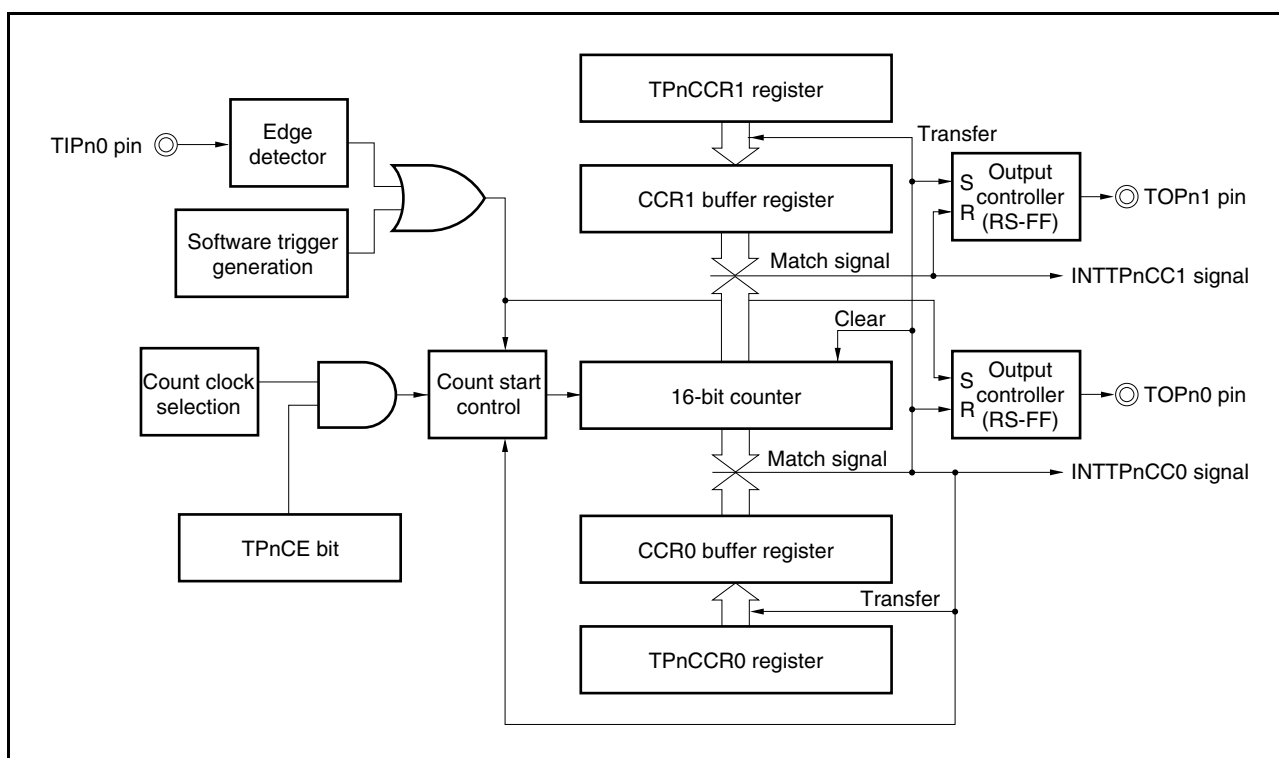 TPnCCR1 register
TIPn0 pin
Edge
detector
Transfer
CCR1 buffer register
S
R
Output
controller
(RS-FF)
TOPn1 pin
Software trigger
generation
Match signal
INTTPnCC1 signal
Clear
Count clock
selection
Count start
control
16-bit counter
S
R
Output
controller
(RS-FF)
TOPn0 pin
Match signal
INTTPnCC0 signal
TPnCE bit
CCR0 buffer register
Transfer
TPnCCR0 register